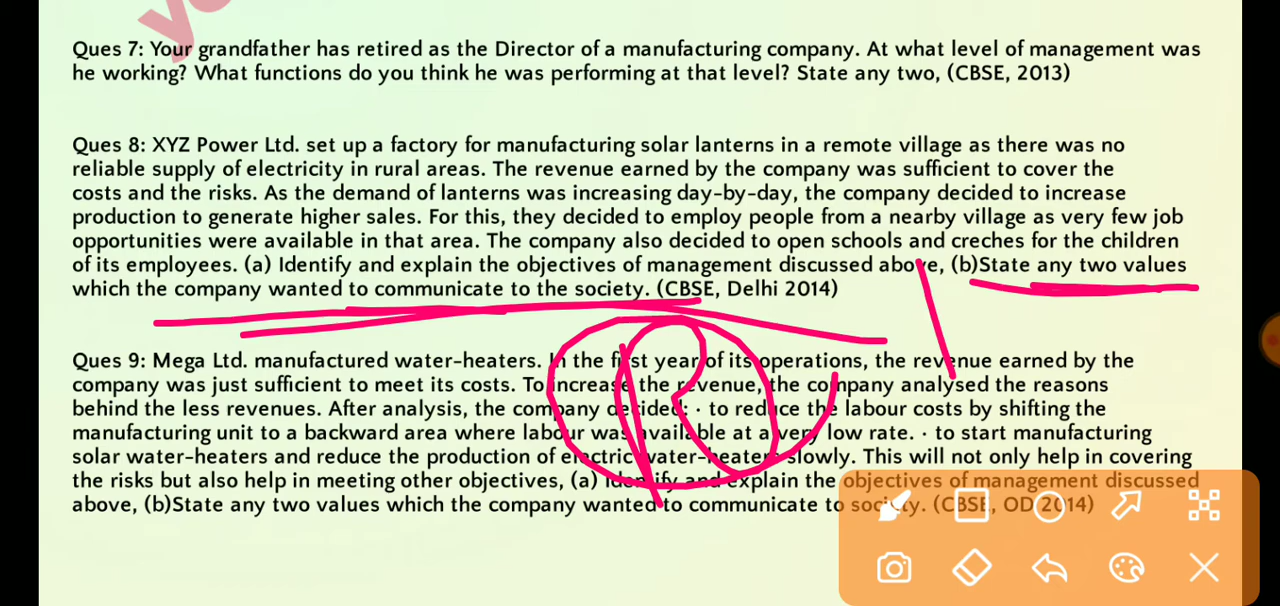 Ques 7: Your grandfather has retired as the Director of a manufacturing company. At what level of management was
he working? What functions do you think he was performing at that level? State any two, (CBSE, 2013)
Ques 8: XYZ Power Ltd. set up a factory for manufacturing solar lanterns in a remote village as there was no
reliable supply of electricity in rural areas. The revenue earned by the company was sufficient to cover the
costs and the risks. As the demand of lanterns was increasing day-by-day, the company decided to increase
production to generate higher sales. For this, they decided to employ people from a nearby village as very few job
opportunities were available in that area. The company also decided to open schools and creches for the children
of its employees. (a) Identify and explain the objectives of management discussed above, (b)State any two values
which the company wanted to communicate to the society. (CBSE, Delhi 2014)
Ques 9: Mega Ltd. manufactured water-heaters. In the first year of its operations, the revenue earned by the
company was just sufficient to meet its costs. To increase the revenue, the company analysed the reasons
behind the less revenues. After analysis, the company decided: · to reduce the labour costs by shifting the
manufacturing unit to a backward area where labour was available at a very low rate. · to start manufacturing
solar water-heaters and reduce the production of electric water-heaters slowly. This will not only help in covering
the risks but also help in meeting other objectives, (a) Identify and explain the objectives of management discussed
above, (b)State any two values which the company wanted to communicate to society. (CBSE, OD 2014)